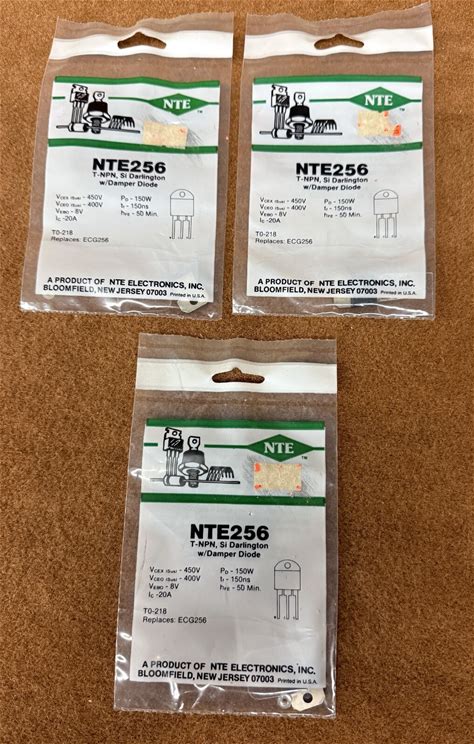 NTE
TM
NTE256
T-NPN, Si Darlington
w/Damper Diode
VCEX (Sus) - 450V PD - 150W
VCEO (Sus) - 400V tf - 150ns
VEBO - 8V hFE - 50 Min.
IC -20A
T0-218
Replaces: ECG256
A PRODUCT OF NTE ELECTRONICS, INC.
BLOOMFIELD, NEW JERSEY 07003 Printed in U.S.A.
NTE
TM
NTE256
T-NPN, Si Darlington
w/Damper Diode
VCEX (Sus) - 450V PD - 150W
VCEO (Sus) - 400V tf - 150ns
VEBO - 8V hFE - 50 Min.
IC -20A
T0-218
Replaces: ECG256
A PRODUCT OF NTE ELECTRONICS, INC.
BLOOMFIELD, NEW JERSEY 07003 Printed in U.S.A.
NTE
TM
NTE256
T-NPN, Si Darlington
w/Damper Diode
VCEX (Sus) - 450V PD - 150W
VCEO (Sus) - 400V tf - 150ns
VEBO - 8V hFE - 50 Min.
IC -20A
T0-218
Replaces: ECG256
A PRODUCT OF NTE ELECTRONICS, INC.
BLOOMFIELD, NEW JERSEY 07003 Printed in U.S.A.